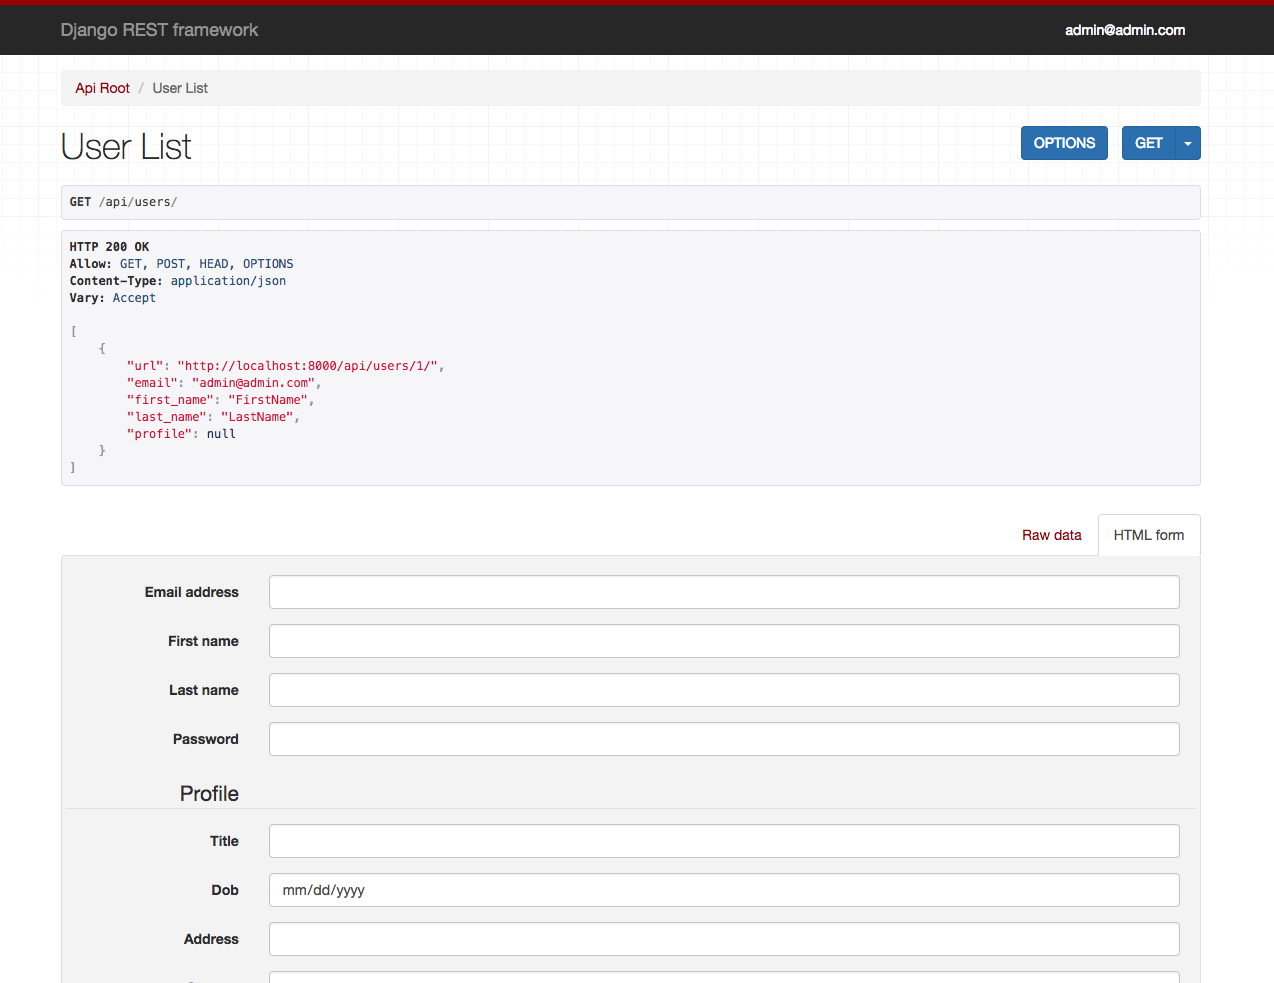 Django REST framework
admin@admin.com
Api Root / User List
User List
OPTIONS
GET
GET /api/users/
HTTP 200 OK
Allow: GET, POST, HEAD, OPTIONS
Content-Type: application/json
Vary: Accept
[
    {
        "url": "http://localhost:8000/api/users/1/",
        "email": "admin@admin.com",
        "first_name": "FirstName",
        "last_name": "LastName",
        "profile": null
    }
]
Raw data
HTML form
Email address
First name
Last name
Password
Profile
Title
Dob
mm/dd/yyyy
Address